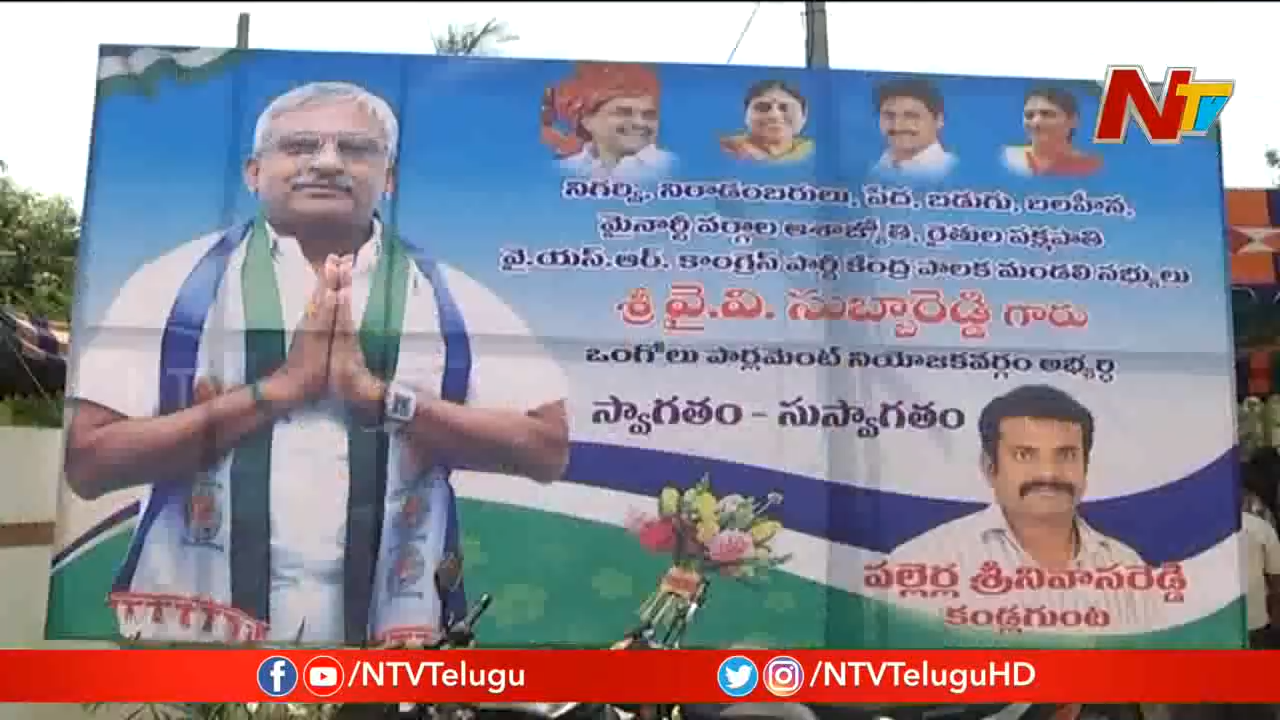 NTV
నిగర్వి, నిరాడంబరులు, పేద, బడుగు, బలహీన,
మైనార్టీ వర్గాల ఆశాజ్యోతి, రైతుల పక్షపాతి
వై.యస్.ఆర్. కాంగ్రెస్ పార్టీ కేంద్ర పాలక మండలి సభ్యులు
శ్రీ వై.వి. సుబ్బారెడ్డి గారు
ఒంగోలు పార్లమెంట్ నియోజకవర్గం అభ్యర్ధి
స్వాగతం - సుస్వాగతం
శ్రీనివాసరెడ్డి
కండ్లగుంట
/NTVTelugu
/NTVTeluguHD